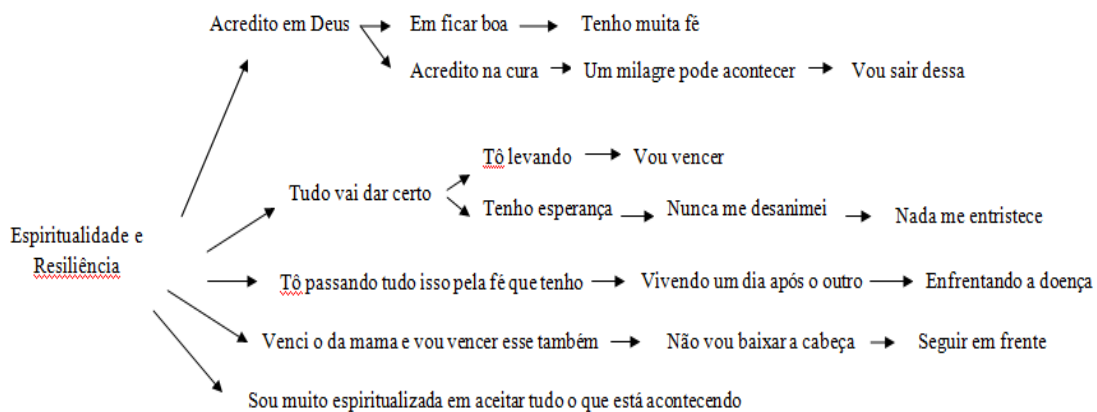 Acredito em Deus
Em ficar boa
Tenho muita fé
Acredito na cura
Um milagre pode acontecer
Vou sair dessa
Tudo vai dar certo
Tô levando
Vou vencer
Tenho esperança
Nunca me desanimei
Nada me entristece
Espiritualidade e
Resiliência
Tô passando tudo isso pela fé que tenho
Vivendo um dia após o outro
Enfrentando a doença
Venci o da mama e vou vencer esse também
Não vou baixar a cabeça
Seguir em frente
Sou muito espiritualizada em aceitar tudo o que está acontecendo